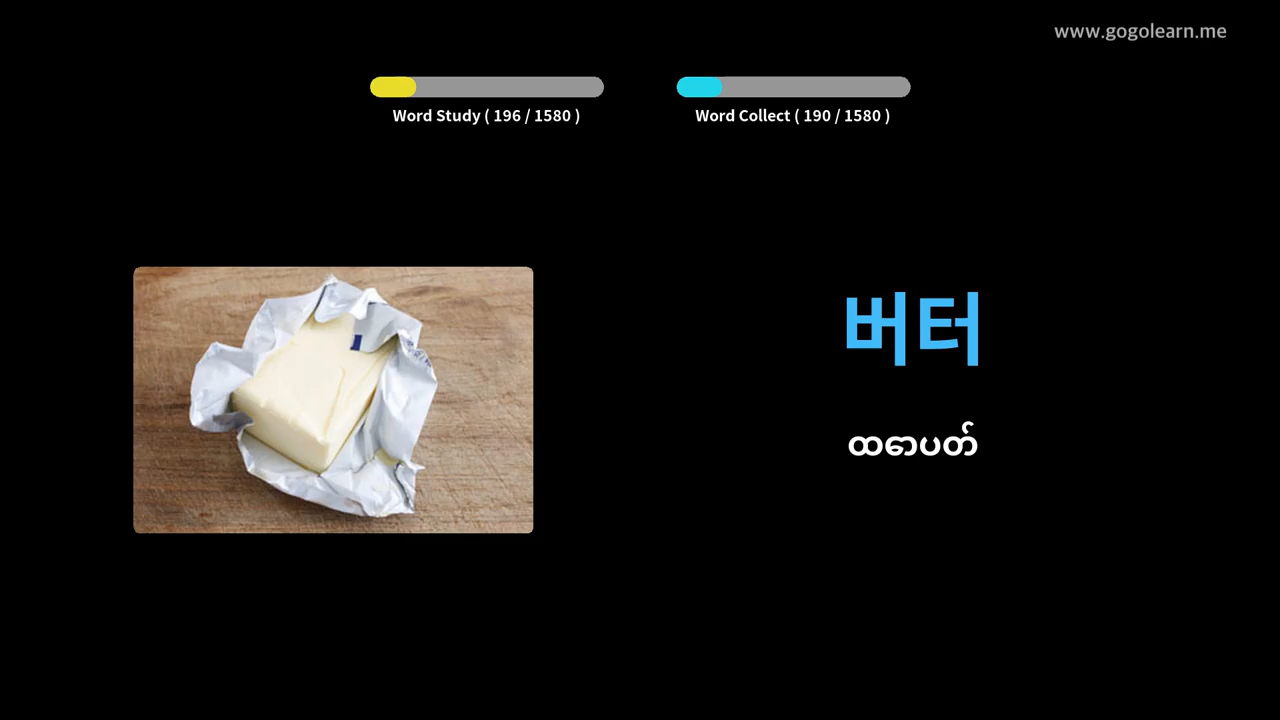 www.gogolearn.me
Word Study ( 196 / 1580 )
Word Collect ( 190 / 1580 )
버터
ထောပတ်